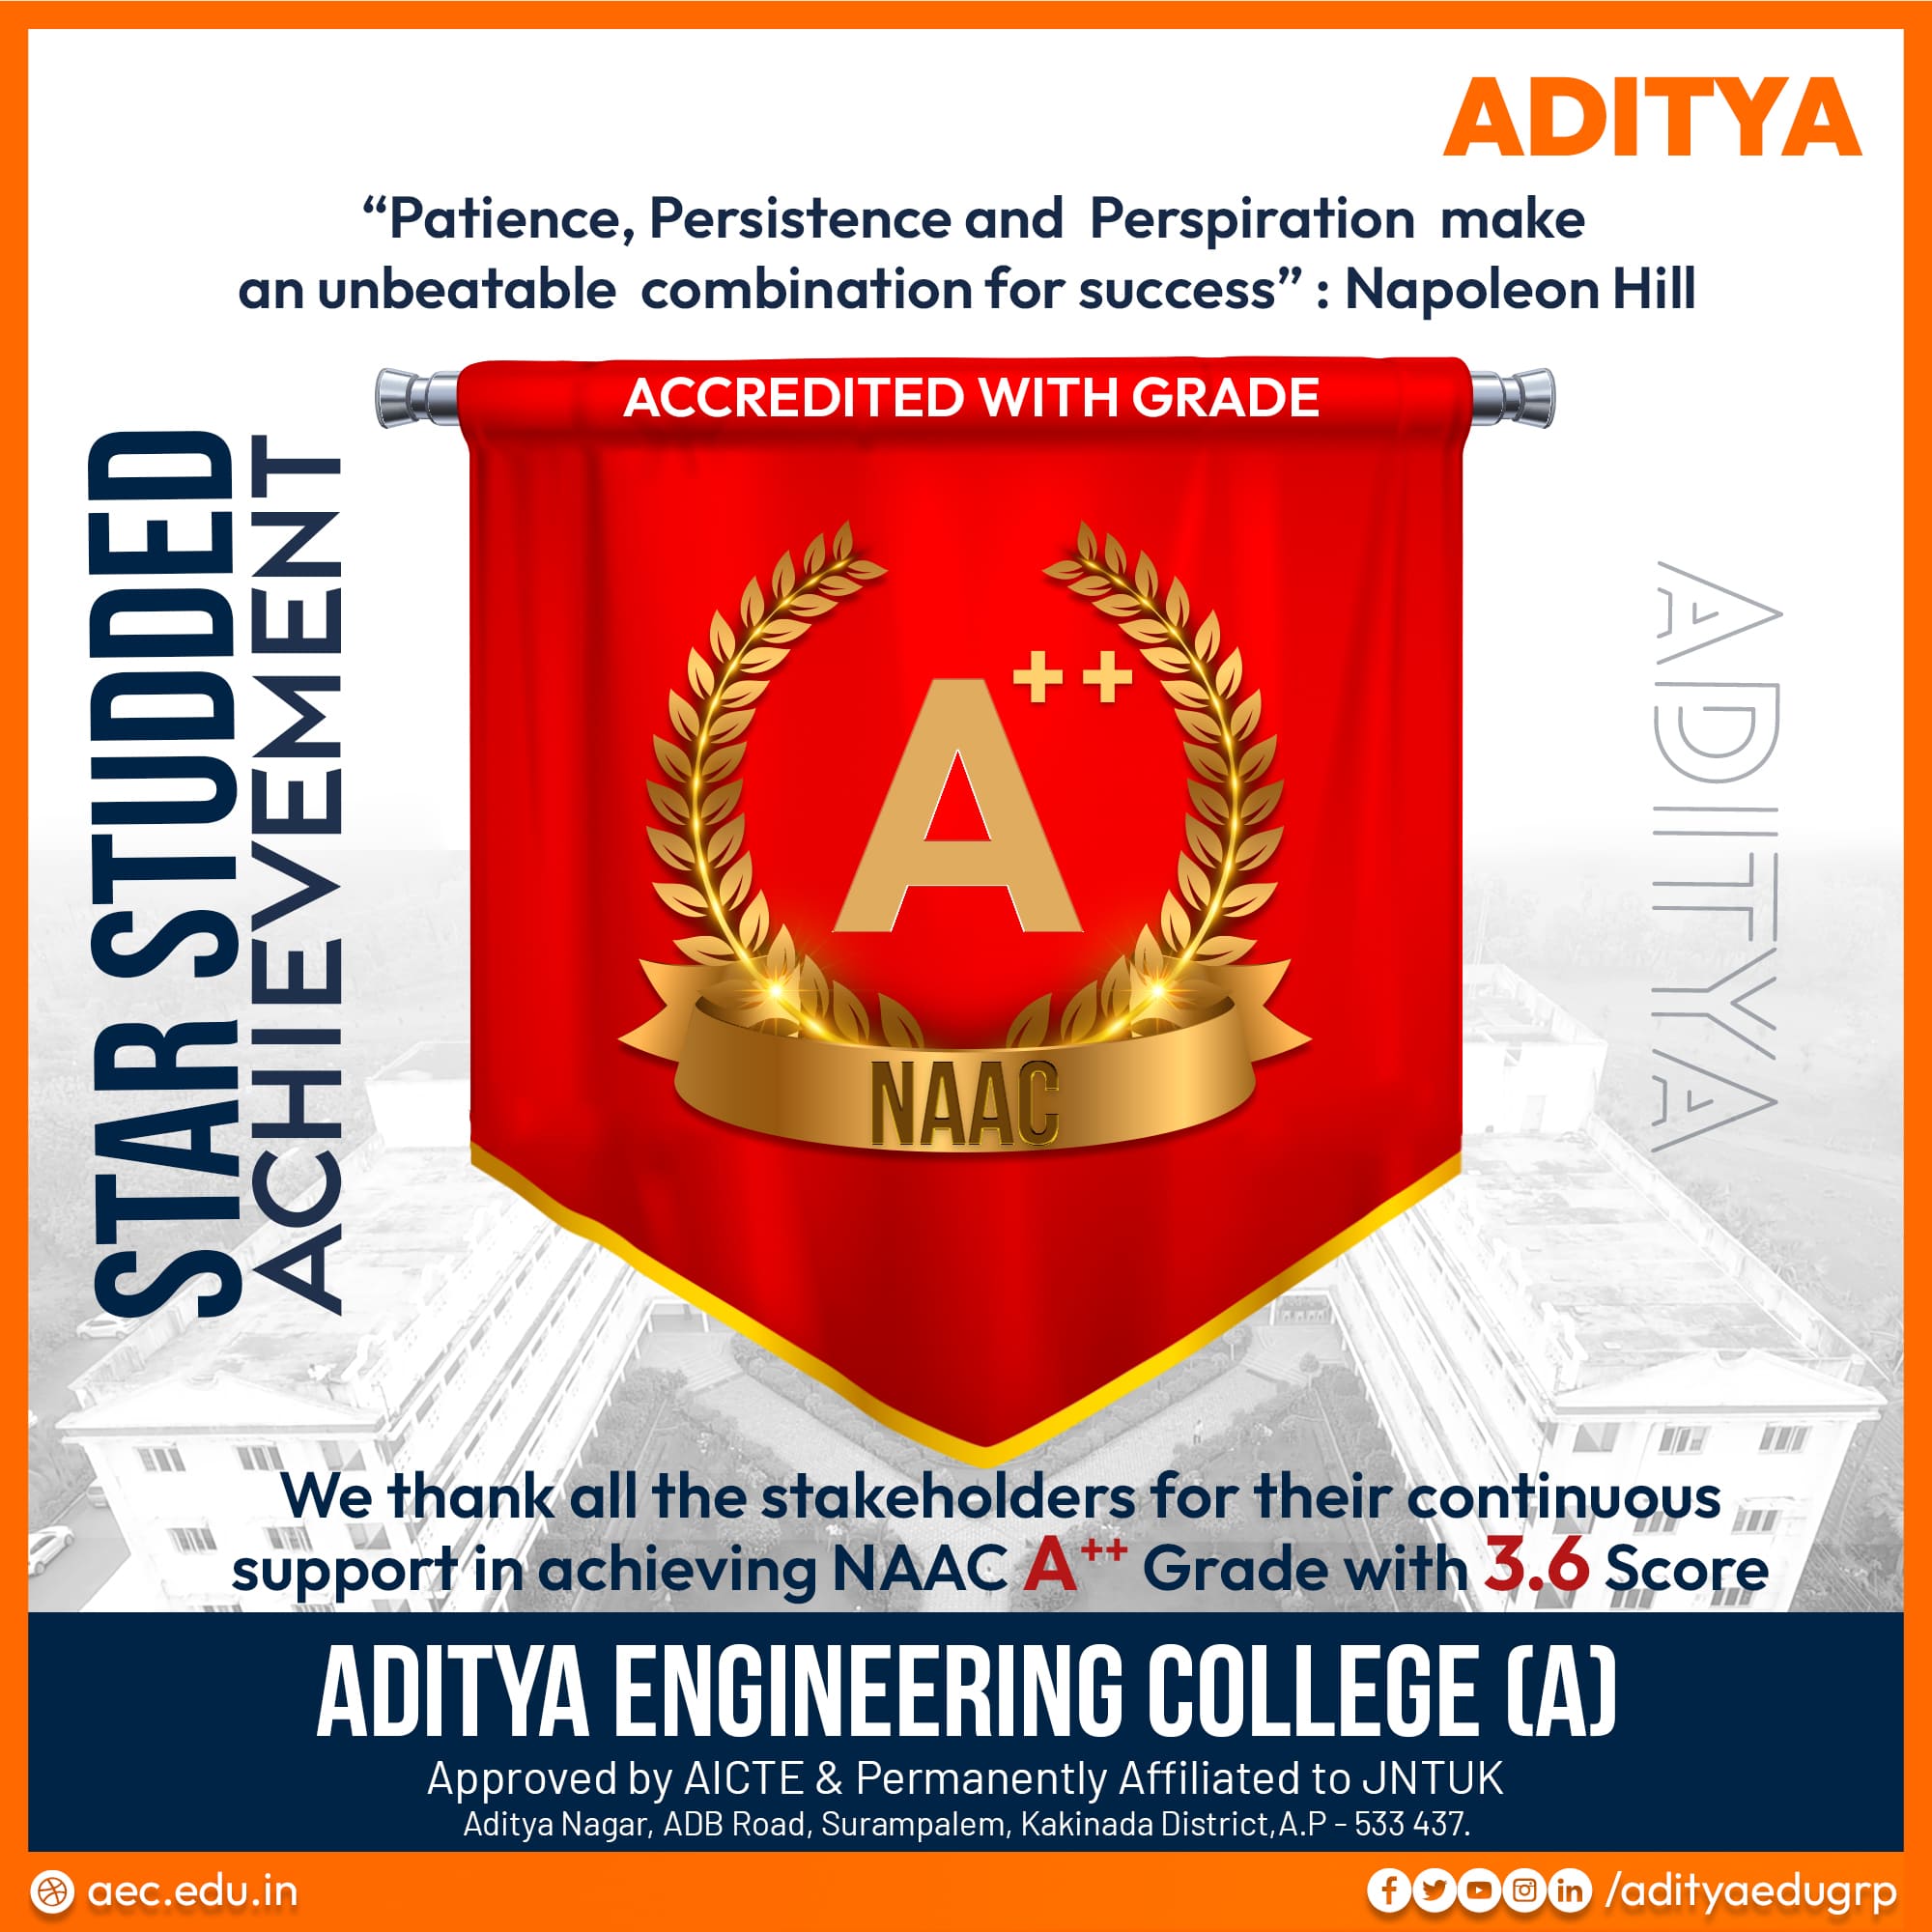 ADITYA
“Patience, Persistence and Perspiration make
an unbeatable combination for success” : Napoleon Hill
ACCREDITED WITH GRADE
STAR STUDDED
ACHIEVEMENT
A++
NAAC
ADITYA
We thank all the stakeholders for their continuous
support in achieving NAAC A++ Grade with 3.6 Score
ADITYA ENGINEERING COLLEGE (A)
Approved by AICTE & Permanently Affiliated to JNTUK
Aditya Nagar, ADB Road, Surampalem, Kakinada District,A.P - 533 437.
aec.edu.in
/adityaedugrp